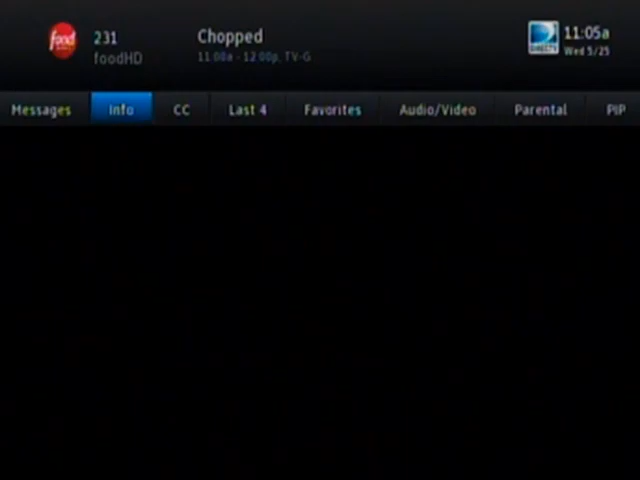 food
231
foodHD
Chopped
11:00a - 12:00p, TV-G
DIRECTV
11:05a
Wed 5/25
Messages Info CC Last 4 Favorites Audio/Video Parental PIP